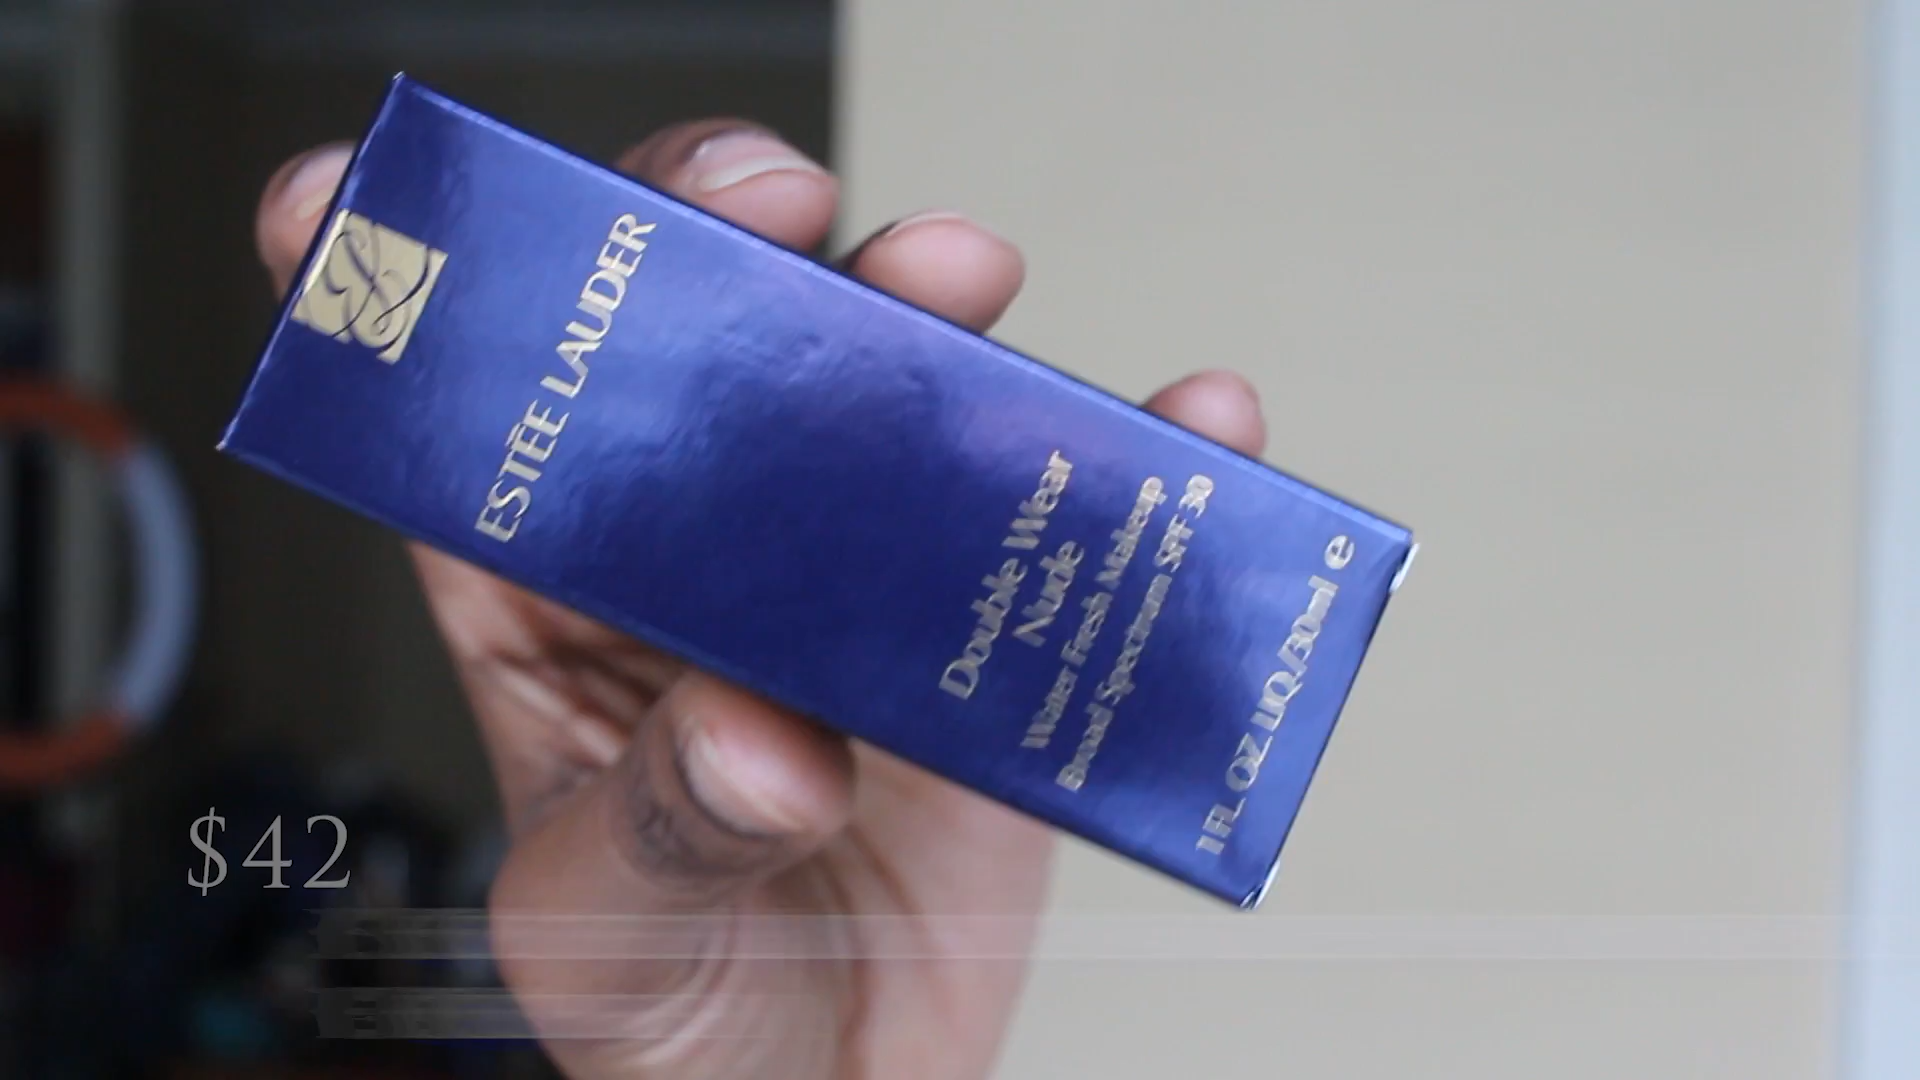 ESTĒE LAUDER
Double Wear
Nude
Water Fresh Makeup
Broad Spectrum SPF 30
1 FL. OZ. LIQ./30ml e
$42